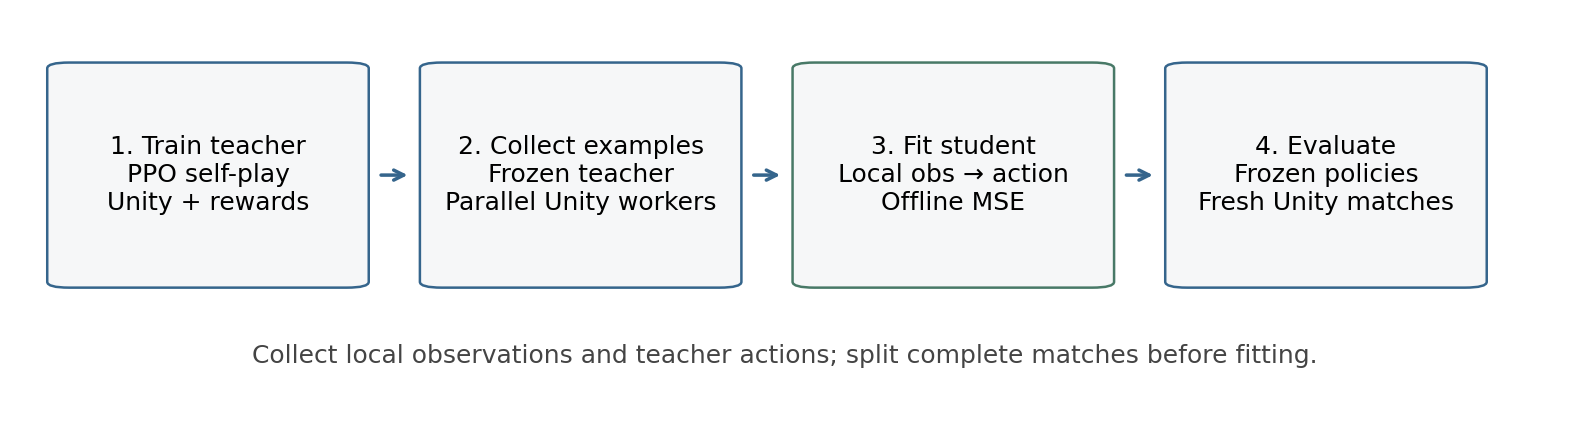 1. Train teacher
PPO self-play
Unity + rewards
2. Collect examples
Frozen teacher
Parallel Unity workers
3. Fit student
Local obs → action
Offline MSE
4. Evaluate
Frozen policies
Fresh Unity matches
Collect local observations and teacher actions; split complete matches before fitting.